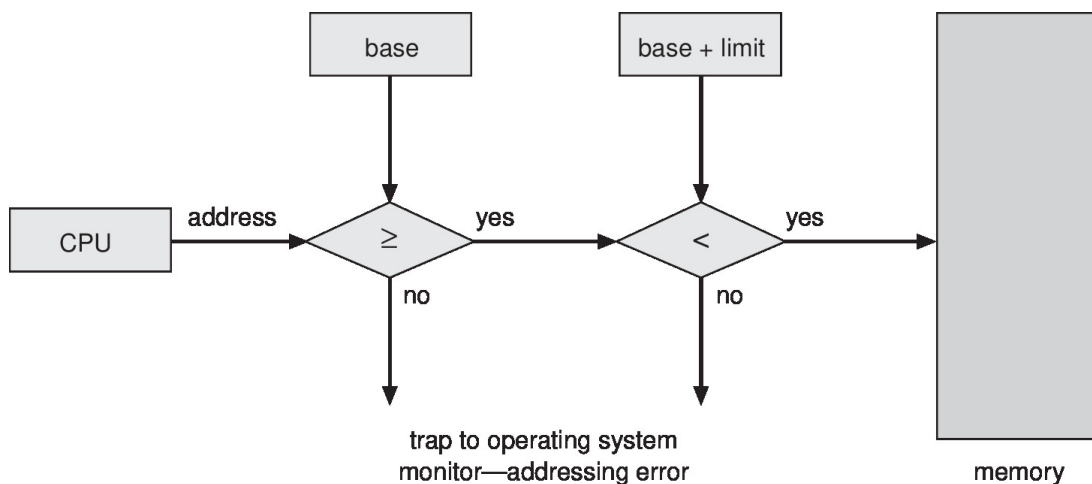 base
base + limit
CPU
address
≥
yes
<
yes
no
no
trap to operating system
monitor—addressing error
memory